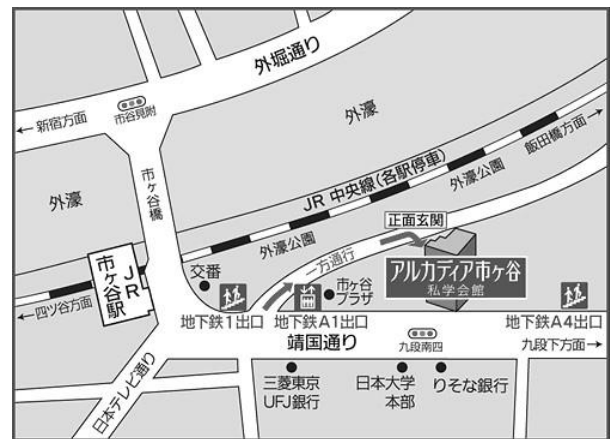 外堀通り
←新宿方面
市谷見附
外濠
飯田橋方面→
市ヶ谷橋
JR 中央線(各駅停車)
外濠公園
外濠
正面玄関
外濠公園
一方通行
アルカディア市ヶ谷
私学会館
JR
市ヶ谷駅
交番
市ヶ谷
プラザ
←四ツ谷方面
地下鉄1出口
地下鉄A1出口
地下鉄A4出口
靖国通り
九段南四
九段下方面→
日本テレビ通り
三菱東京
UFJ銀行
日本大学
本部
りそな銀行